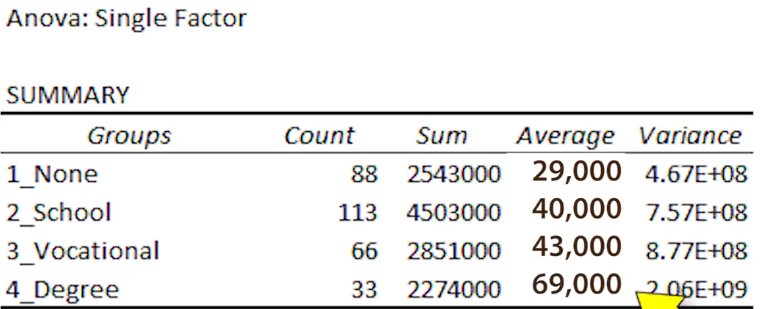 Anova: Single Factor
SUMMARY
Groups Count Sum Average Variance
1_None 88 2543000 29,000 4.67E+08
2_School 113 4503000 40,000 7.57E+08
3_Vocational 66 2851000 43,000 8.77E+08
4_Degree 33 2274000 69,000 2.06E+09